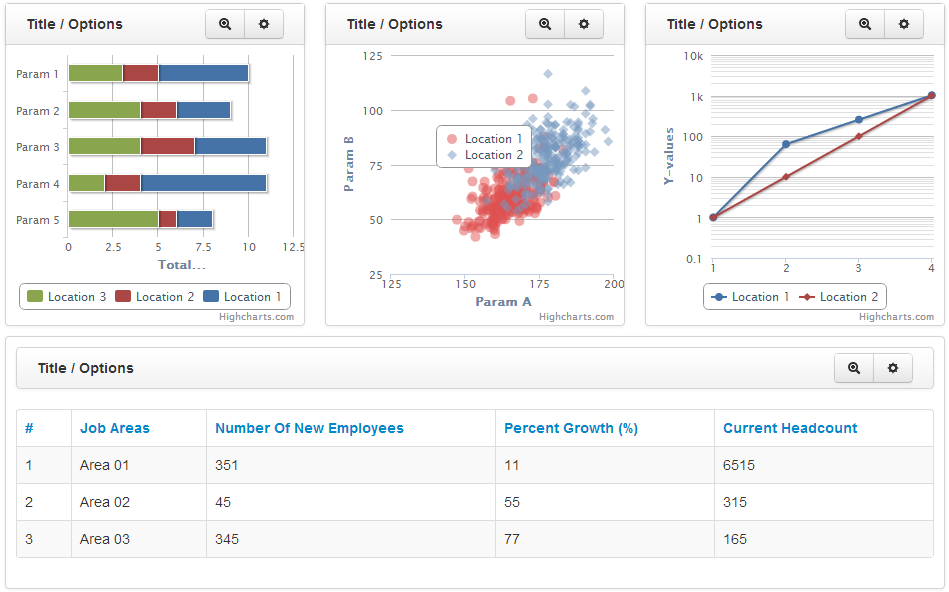 Title / Options
Param 1
Param 2
Param 3
Param 4
Param 5
0 2.5 5 7.5 10 12.5
Total...
Location 3 Location 2 Location 1
Highcharts.com
Title / Options
125
100
75
50
25
Param B
Location 1
Location 2
125 150 175 200
Param A
Highcharts.com
Title / Options
10k
1k
100
10
1
0.1
Y-values
1 2 3 4
Location 1 Location 2
Highcharts.com
Title / Options
# Job Areas Number Of New Employees Percent Growth (%) Current Headcount
1 Area 01 351 11 6515
2 Area 02 45 55 315
3 Area 03 345 77 165